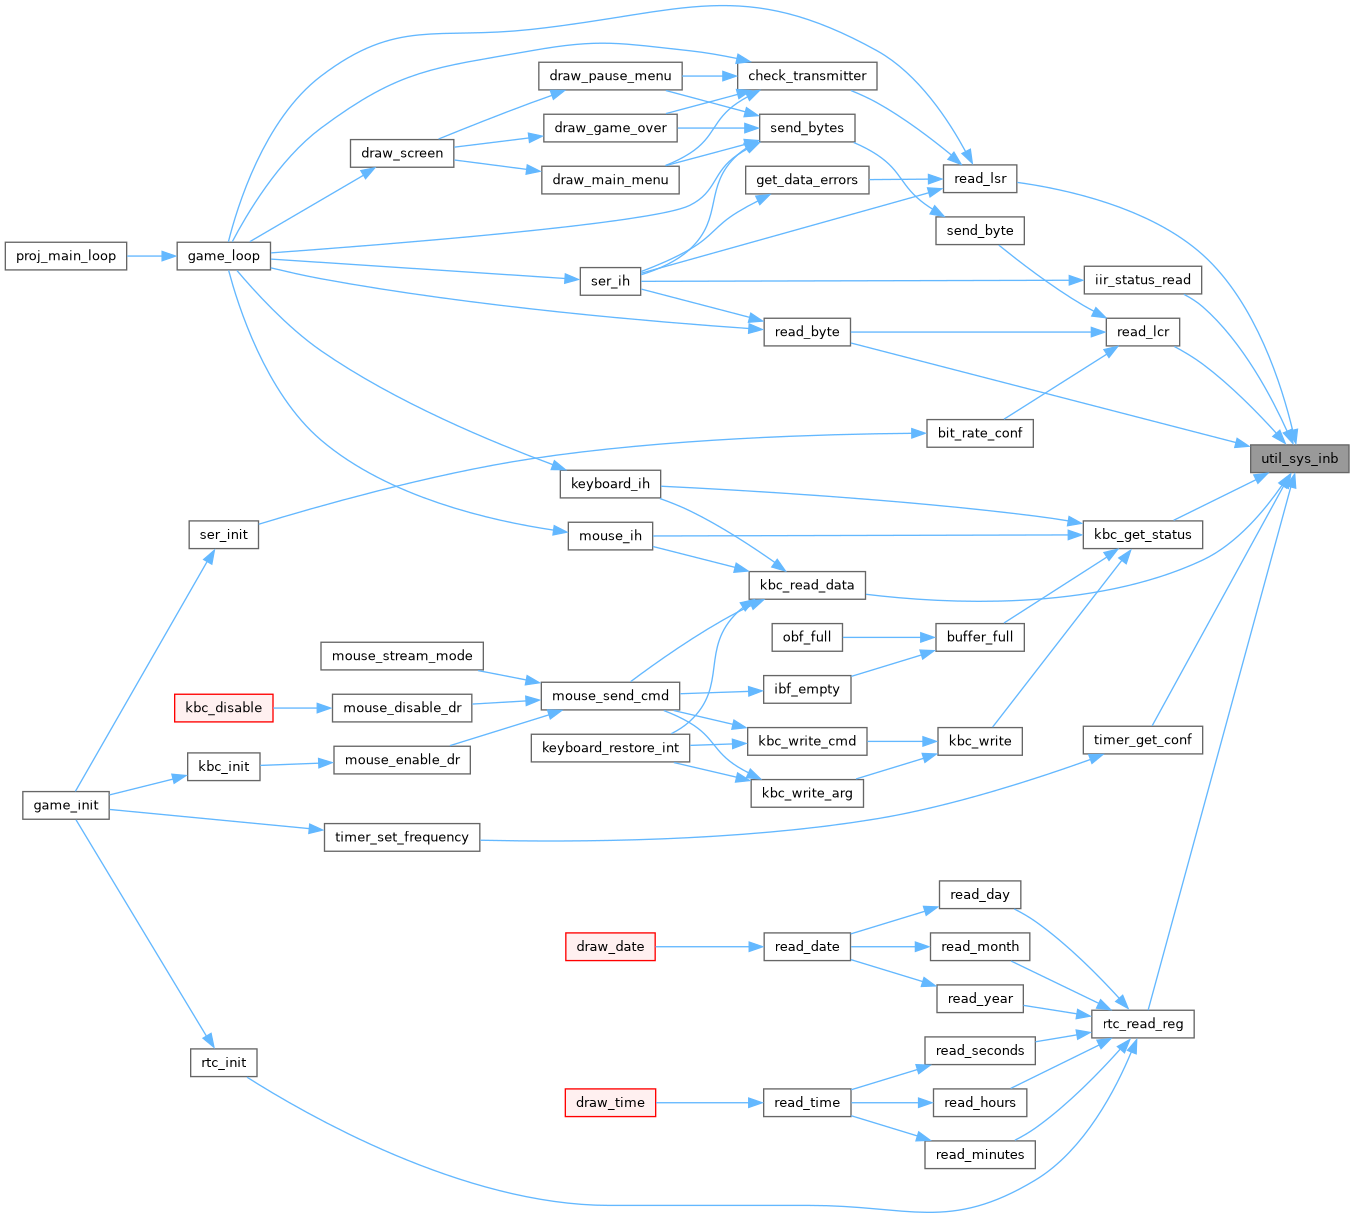 check_transmitter
draw_pause_menu
send_bytes
draw_game_over
draw_screen
draw_main_menu
get_data_errors
read_lsr
send_byte
proj_main_loop
game_loop
ser_ih
iir_status_read
read_byte
read_lcr
bit_rate_conf
util_sys_inb
keyboard_ih
ser_init
mouse_ih
kbc_get_status
kbc_read_data
obf_full
buffer_full
mouse_stream_mode
ibf_empty
mouse_send_cmd
kbc_disable
mouse_disable_dr
keyboard_restore_int
kbc_write_cmd
kbc_write
timer_get_conf
kbc_init
mouse_enable_dr
kbc_write_arg
game_init
timer_set_frequency
read_day
draw_date
read_date
read_month
read_year
rtc_read_reg
rtc_init
read_seconds
draw_time
read_time
read_hours
read_minutes